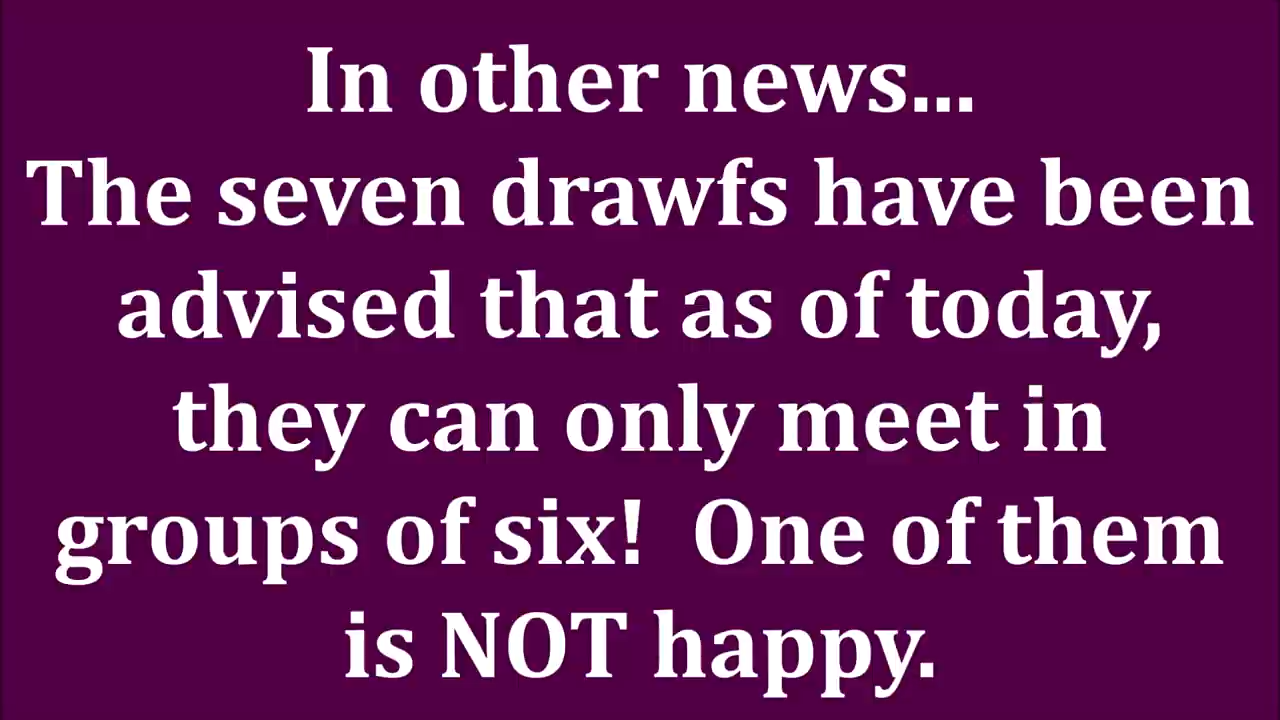 In other news...
The seven drawfs have been
advised that as of today,
they can only meet in
groups of six!  One of them
is NOT happy.